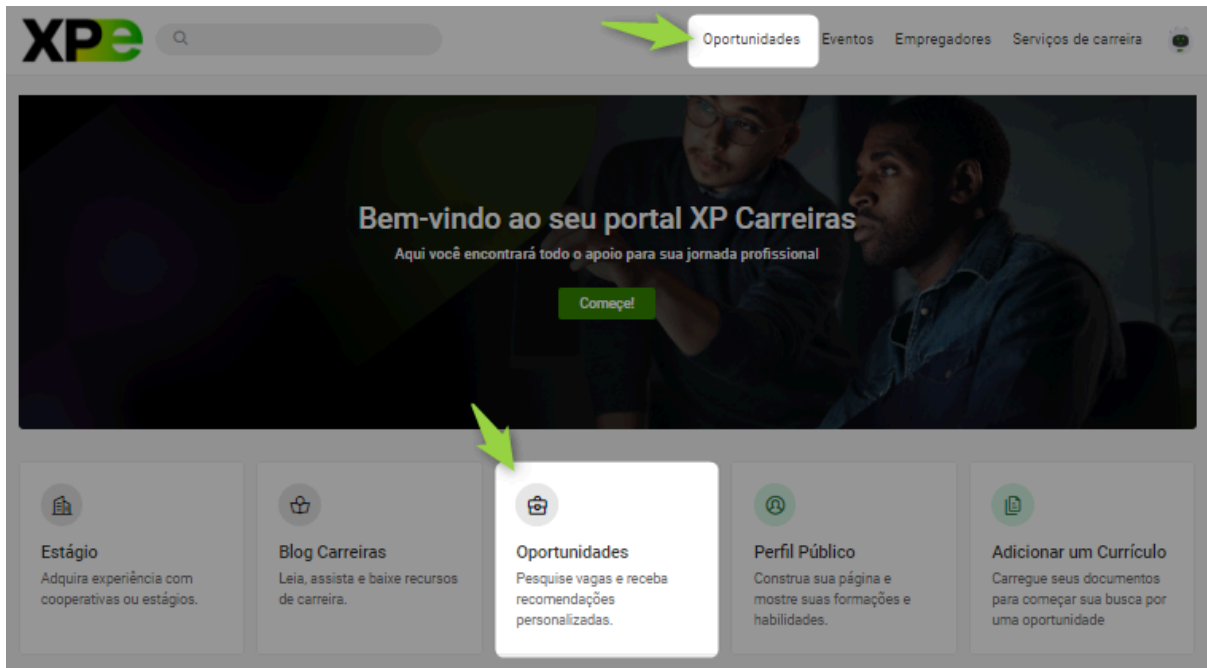 XPe
Oportunidades Eventos Empregadores Serviços de carreira
Bem-vindo ao seu portal XP Carreiras
Aqui você encontrará todo o apoio para sua jornada profissional
Começe!
Estágio
Adquira experiência com
cooperativas ou estágios.
Blog Carreiras
Leia, assista e baixe recursos
de carreira.
Oportunidades
Pesquise vagas e receba
recomendações
personalizadas.
Perfil Público
Construa sua página e
mostre suas formações e
habilidades.
Adicionar um Currículo
Carregue seus documentos
para começar sua busca por
uma oportunidade